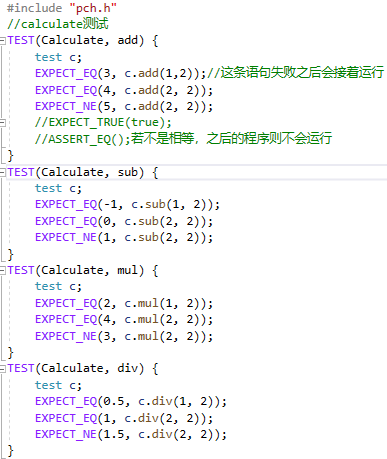 #include "pch.h"
//calculate测试
TEST(Calculate, add) {
    test c;
    EXPECT_EQ(3, c.add(1,2));//这条语句失败之后会接着运行
    EXPECT_EQ(4, c.add(2, 2));
    EXPECT_NE(5, c.add(2, 2));
    //EXPECT_TRUE(true);
    //ASSERT_EQ();若不是相等，之后的程序则不会运行
}
TEST(Calculate, sub) {
    test c;
    EXPECT_EQ(-1, c.sub(1, 2));
    EXPECT_EQ(0, c.sub(2, 2));
    EXPECT_NE(1, c.sub(2, 2));
}
TEST(Calculate, mul) {
    test c;
    EXPECT_EQ(2, c.mul(1, 2));
    EXPECT_EQ(4, c.mul(2, 2));
    EXPECT_NE(3, c.mul(2, 2));
}
TEST(Calculate, div) {
    test c;
    EXPECT_EQ(0.5, c.div(1, 2));
    EXPECT_EQ(1, c.div(2, 2));
    EXPECT_NE(1.5, c.div(2, 2));
}